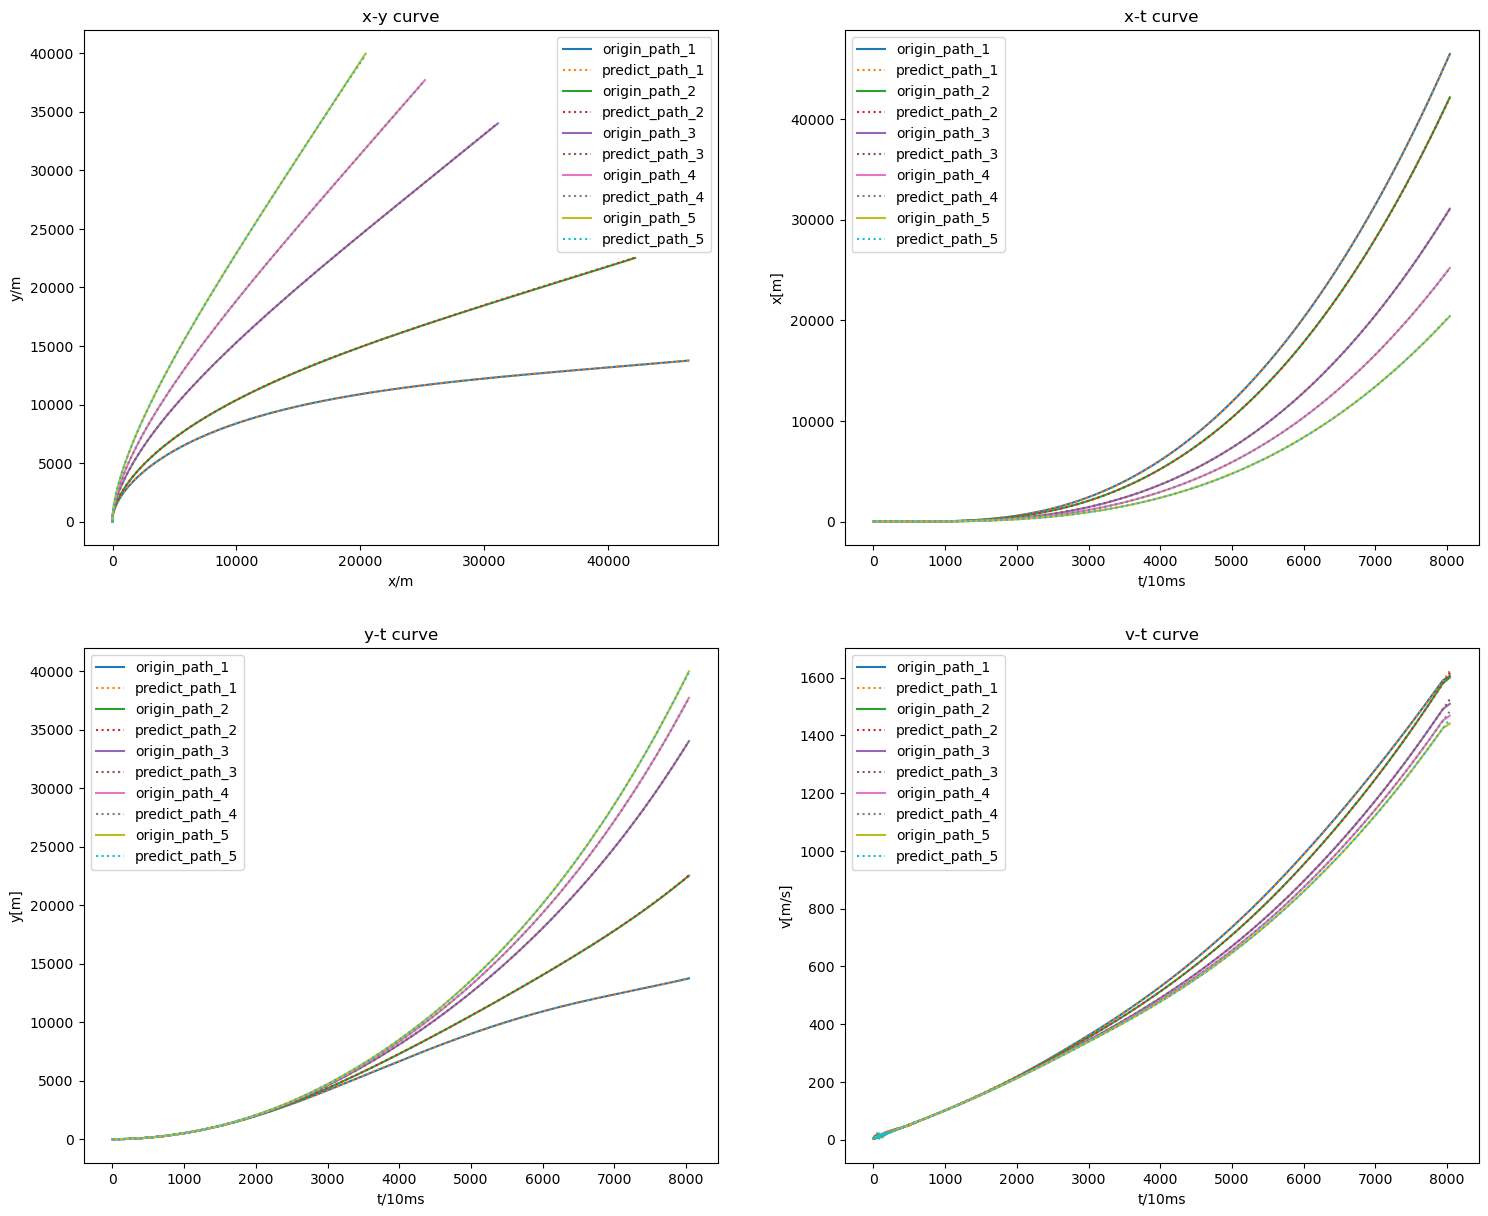 x-y curve
40000
35000
30000
25000
20000
15000
10000
5000
0
y/m
0 10000 20000 30000 40000
x/m
origin_path_1
predict_path_1
origin_path_2
predict_path_2
origin_path_3
predict_path_3
origin_path_4
predict_path_4
origin_path_5
predict_path_5
x-t curve
40000
30000
20000
10000
0
x[m]
0 1000 2000 3000 4000 5000 6000 7000 8000
t/10ms
origin_path_1
predict_path_1
origin_path_2
predict_path_2
origin_path_3
predict_path_3
origin_path_4
predict_path_4
origin_path_5
predict_path_5
y-t curve
40000
35000
30000
25000
20000
15000
10000
5000
0
y[m]
0 1000 2000 3000 4000 5000 6000 7000 8000
t/10ms
origin_path_1
predict_path_1
origin_path_2
predict_path_2
origin_path_3
predict_path_3
origin_path_4
predict_path_4
origin_path_5
predict_path_5
v-t curve
1600
1400
1200
1000
800
600
400
200
0
v[m/s]
0 1000 2000 3000 4000 5000 6000 7000 8000
t/10ms
origin_path_1
predict_path_1
origin_path_2
predict_path_2
origin_path_3
predict_path_3
origin_path_4
predict_path_4
origin_path_5
predict_path_5